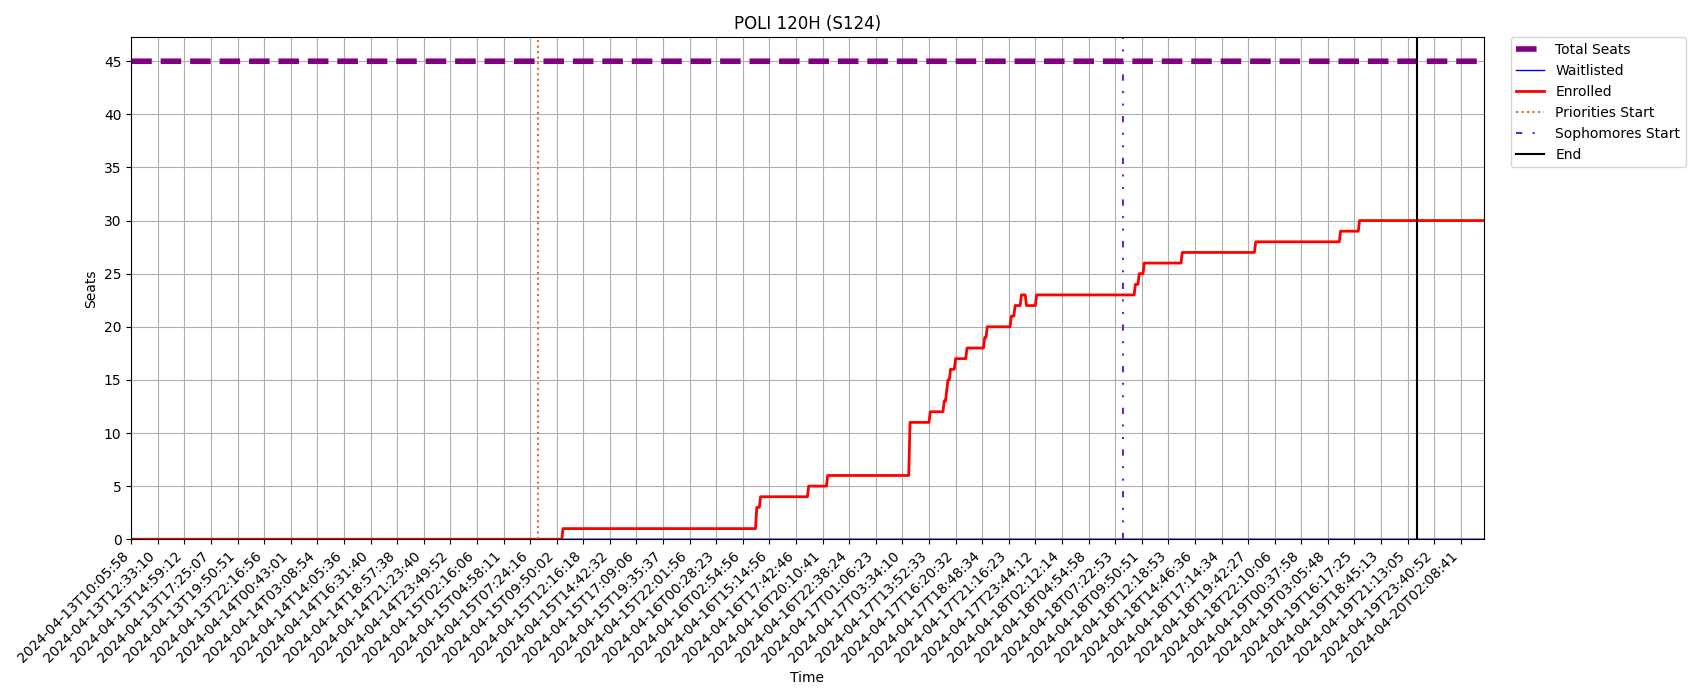 POLI 120H (S124)
Total Seats
Waitlisted
Enrolled
Priorities Start
Sophomores Start
End
Seats
45
40
35
30
25
20
15
10
5
0
2024-04-13T10:05:58
2024-04-13T12:33:10
2024-04-13T14:59:12
2024-04-13T17:25:07
2024-04-13T19:50:51
2024-04-13T22:16:56
2024-04-14T00:43:01
2024-04-14T03:08:54
2024-04-14T14:05:36
2024-04-14T16:31:40
2024-04-14T18:57:38
2024-04-14T21:23:40
2024-04-14T23:49:52
2024-04-15T02:16:06
2024-04-15T04:58:11
2024-04-15T07:24:16
2024-04-15T09:50:02
2024-04-15T12:16:18
2024-04-15T14:42:32
2024-04-15T17:09:06
2024-04-15T19:35:37
2024-04-15T22:01:56
2024-04-16T00:28:23
2024-04-16T02:54:56
2024-04-16T15:14:56
2024-04-16T17:42:46
2024-04-16T20:10:41
2024-04-16T22:38:24
2024-04-17T01:06:23
2024-04-17T03:34:10
2024-04-17T13:52:33
2024-04-17T16:20:32
2024-04-17T18:48:34
2024-04-17T21:16:23
2024-04-17T23:44:12
2024-04-18T02:12:14
2024-04-18T04:54:58
2024-04-18T07:22:53
2024-04-18T09:50:51
2024-04-18T12:18:53
2024-04-18T14:46:36
2024-04-18T17:14:34
2024-04-18T19:42:27
2024-04-18T22:10:06
2024-04-19T00:37:58
2024-04-19T03:05:48
2024-04-19T16:17:25
2024-04-19T18:45:13
2024-04-19T21:13:05
2024-04-19T23:40:52
2024-04-20T02:08:41
Time